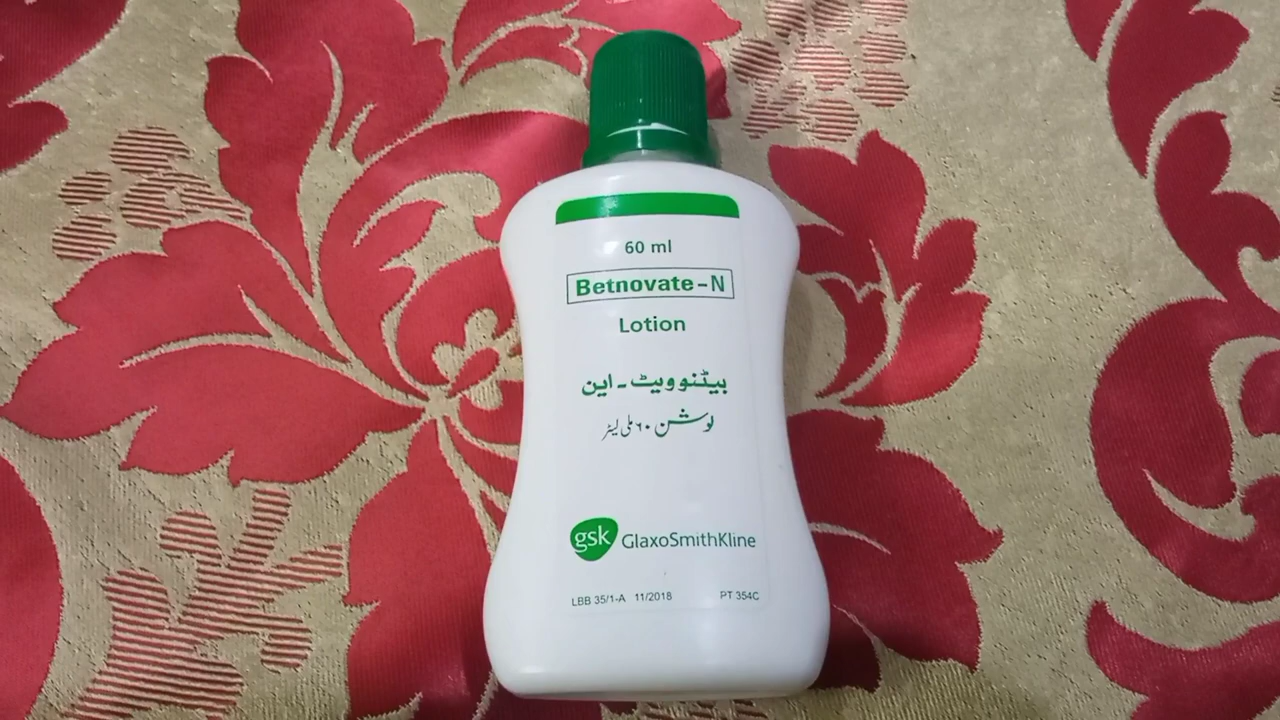 60 ml
Betnovate-N
Lotion
بیٹنوویٹ۔این
لوشن ۶۰ ملی لیٹر
gsk GlaxoSmithKline
LBB 35/1-A 11/2018 PT 354C